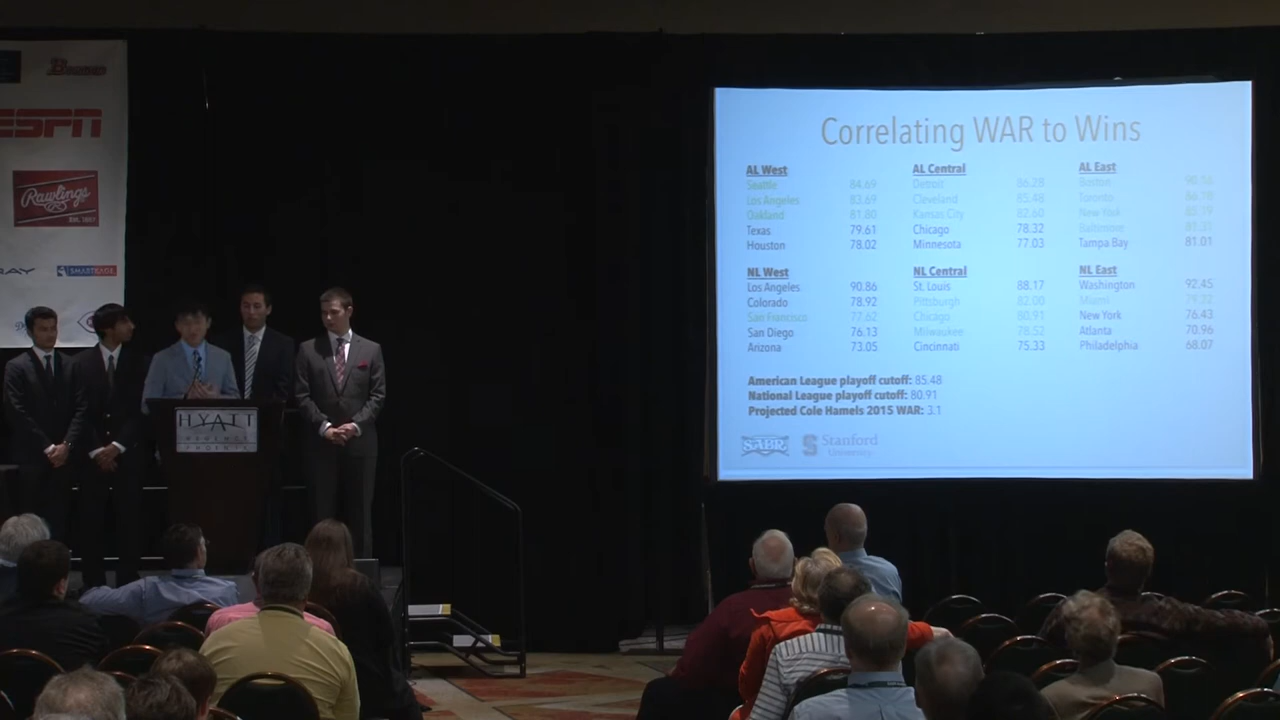 ESPN
Rawlings
EST. 1887
HYATT
Correlating WAR to Wins
AL West
Seattle 84.69
Los Angeles 83.69
Oakland 81.80
Texas 79.61
Houston 78.02
AL Central
Detroit 86.28
Cleveland 85.48
Kansas City 82.60
Chicago 78.32
Minnesota 77.03
AL East
Boston
Toronto
New York
Baltimore
Tampa Bay 81.01
NL West
Los Angeles 90.86
Colorado 78.92
San Francisco 77.62
San Diego 76.13
Arizona 73.05
NL Central
St. Louis 88.17
Pittsburgh 82.00
Chicago 80.91
Milwaukee 78.52
Cincinnati 75.33
NL East
Washington 92.45
Miami
New York 76.43
Atlanta 70.96
Philadelphia 68.07
American League playoff cutoff: 85.48
National League playoff cutoff: 80.91
Projected Cole Hamels 2015 WAR: 3.1
SABR
Stanford
University